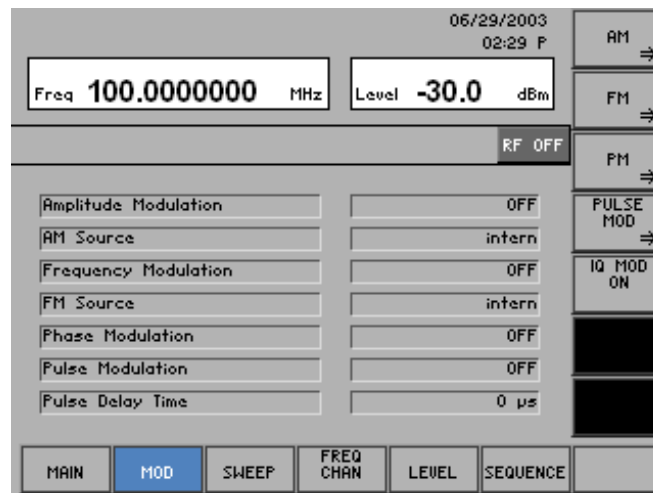 06/29/2003
02:29 P
Freq 100.0000000 MHz Level -30.0 dBm
RF OFF
Amplitude Modulation OFF
AM Source intern
Frequency Modulation OFF
FM Source intern
Phase Modulation OFF
Pulse Modulation OFF
Pulse Delay Time 0 µs
AM ⇒
FM ⇒
PM ⇒
PULSE
MOD ⇒
IQ MOD
ON
MAIN MOD SWEEP FREQ CHAN LEVEL SEQUENCE